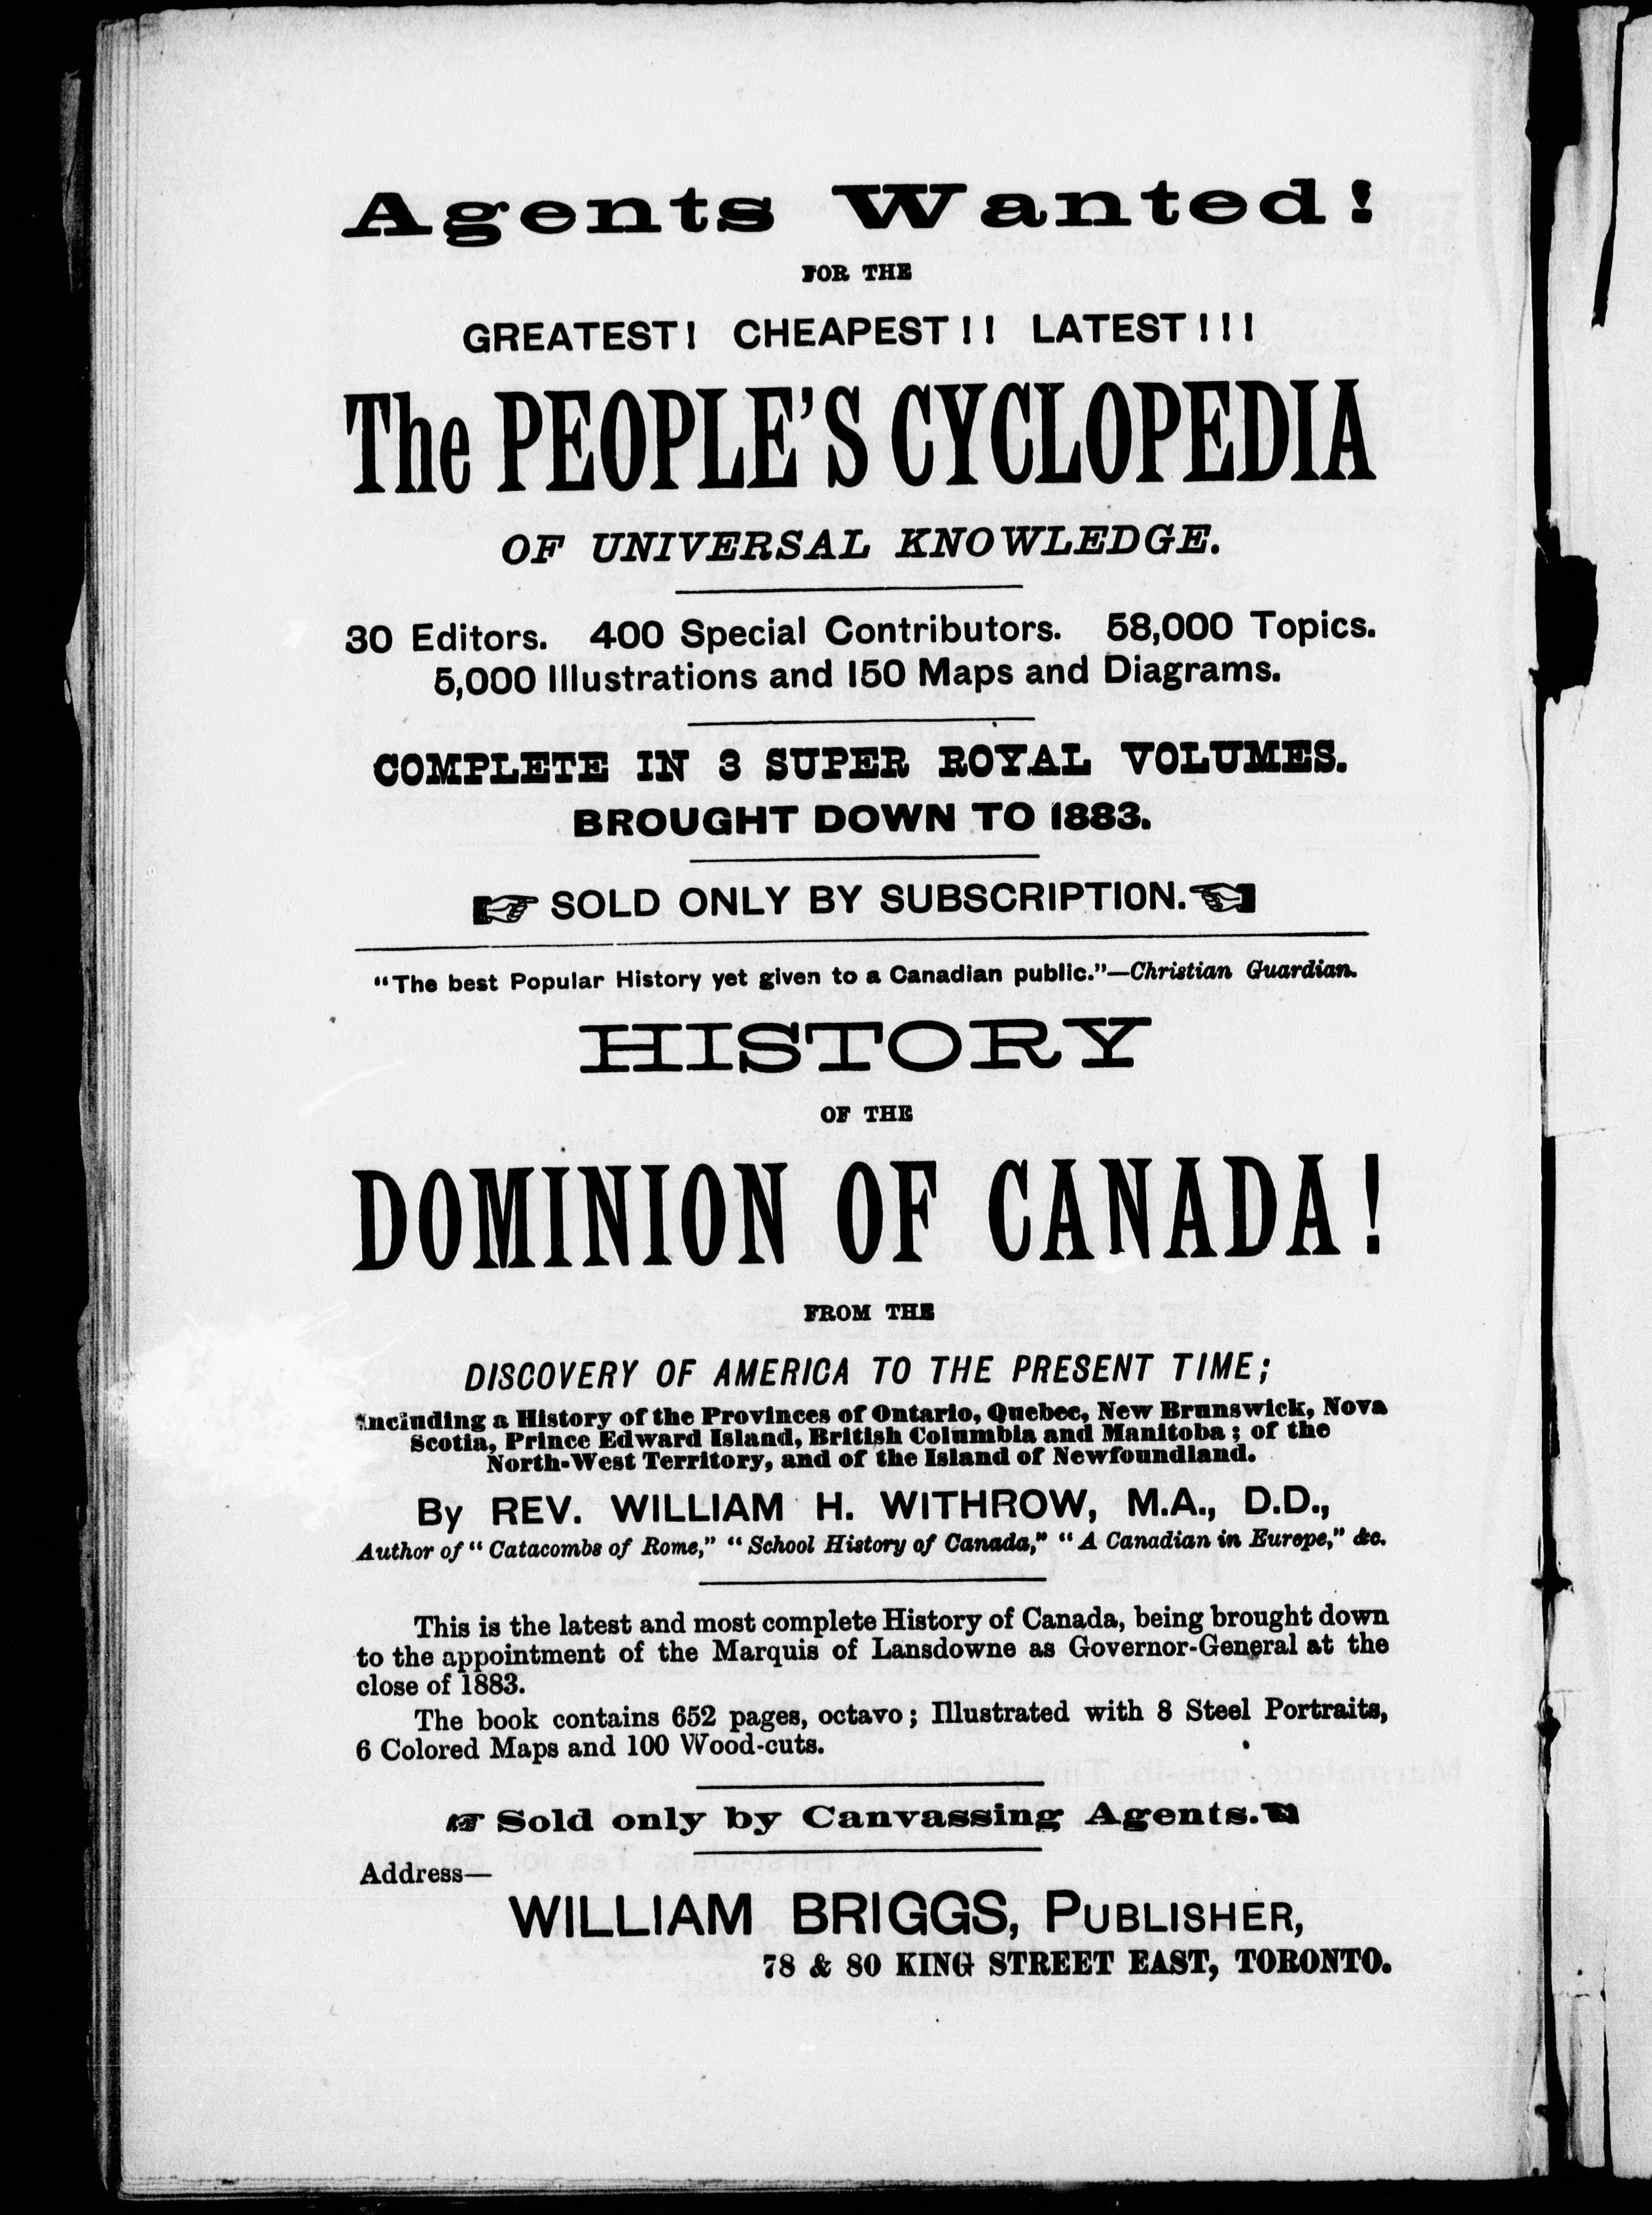 Agents Wanted!
FOR THE
GREATEST! CHEAPEST!! LATEST!!!
The PEOPLE'S CYCLOPEDIA
OF UNIVERSAL KNOWLEDGE.
30 Editors. 400 Special Contributors. 58,000 Topics.
5,000 Illustrations and 150 Maps and Diagrams.
COMPLETE IN 3 SUPER ROYAL VOLUMES.
BROUGHT DOWN TO 1883.
☞ SOLD ONLY BY SUBSCRIPTION. ☜
"The best Popular History yet given to a Canadian public."—Christian Guardian.
HISTORY
OF THE
DOMINION OF CANADA!
FROM THE
DISCOVERY OF AMERICA TO THE PRESENT TIME;
Including a History of the Provinces of Ontario, Quebec, New Brunswick, Nova
Scotia, Prince Edward Island, British Columbia and Manitoba; of the
North-West Territory, and of the Island of Newfoundland.
By REV. WILLIAM H. WITHROW, M.A., D.D.,
Author of "Catacombs of Rome," "School History of Canada," "A Canadian in Europe," &c.
This is the latest and most complete History of Canada, being brought down
to the appointment of the Marquis of Lansdowne as Governor-General at the
close of 1883.
The book contains 652 pages, octavo; Illustrated with 8 Steel Portraits,
6 Colored Maps and 100 Wood-cuts.
☞ Sold only by Canvassing Agents. ☜
Address—
WILLIAM BRIGGS, PUBLISHER,
78 & 80 KING STREET EAST, TORONTO.